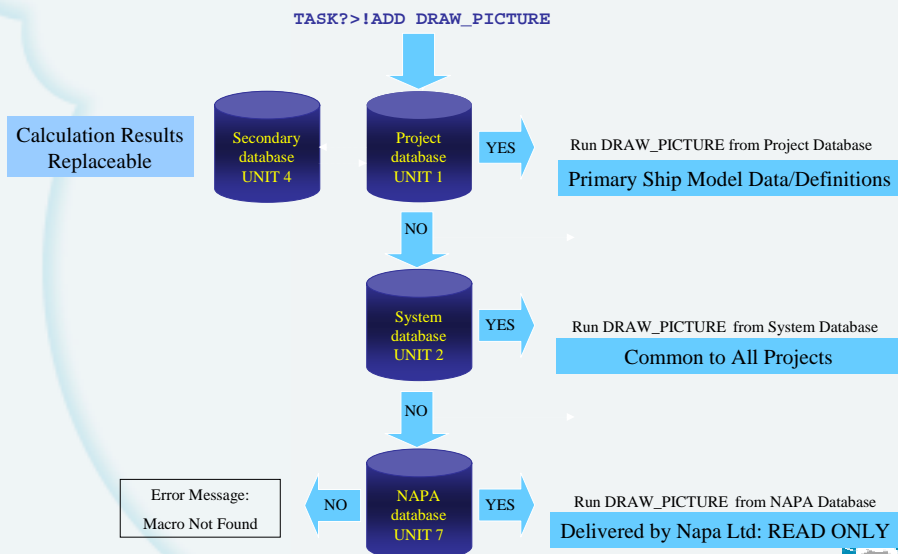 TASK?>!ADD DRAW_PICTURE
Calculation Results
Replaceable
Secondary
database
UNIT 4
Project
database
UNIT 1
YES
Run DRAW_PICTURE from Project Database
Primary Ship Model Data/Definitions
NO
System
database
UNIT 2
YES
Run DRAW_PICTURE from System Database
Common to All Projects
NO
Error Message:
Macro Not Found
NO
NAPA
database
UNIT 7
YES
Run DRAW_PICTURE from NAPA Database
Delivered by Napa Ltd: READ ONLY